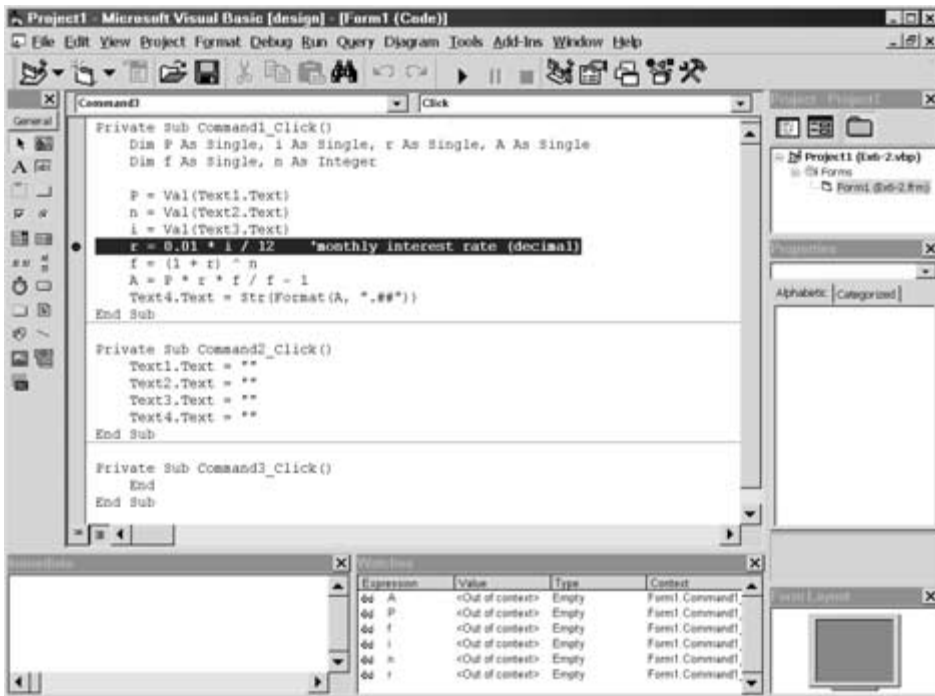 Project1 - Microsoft Visual Basic [design] - [Form1 (Code)]
File Edit View Project Format Debug Run Query Diagram Tools Add-Ins Window Help
General
Command3
Click
Private Sub Command1_Click()
Dim P As Single, i As Single, r As Single, A As Single
Dim f As Single, n As Integer
P = Val(Text1.Text)
n = Val(Text2.Text)
i = Val(Text3.Text)
r = 0.01 * i / 12 'monthly interest rate (decimal)
f = (1 + r) ^ n
A = P * r * f / f - 1
Text4.Text = Str(Format(A, ".##"))
End Sub
Private Sub Command2_Click()
Text1.Text = ""
Text2.Text = ""
Text3.Text = ""
Text4.Text = ""
End Sub
Private Sub Command3_Click()
End
End Sub
Project - Project1
Project1 (Ex6-2.vbp)
Forms
Form1 (Ex6-2.frm)
Properties
Alphabetic Categorized
Immediate
Watches
Expression Value Type Context
A <Out of context> Empty Form1.Command1_
P <Out of context> Empty Form1.Command1_
f <Out of context> Empty Form1.Command1_
i <Out of context> Empty Form1.Command1_
n <Out of context> Empty Form1.Command1_
r <Out of context> Empty Form1.Command1_
Form Layout